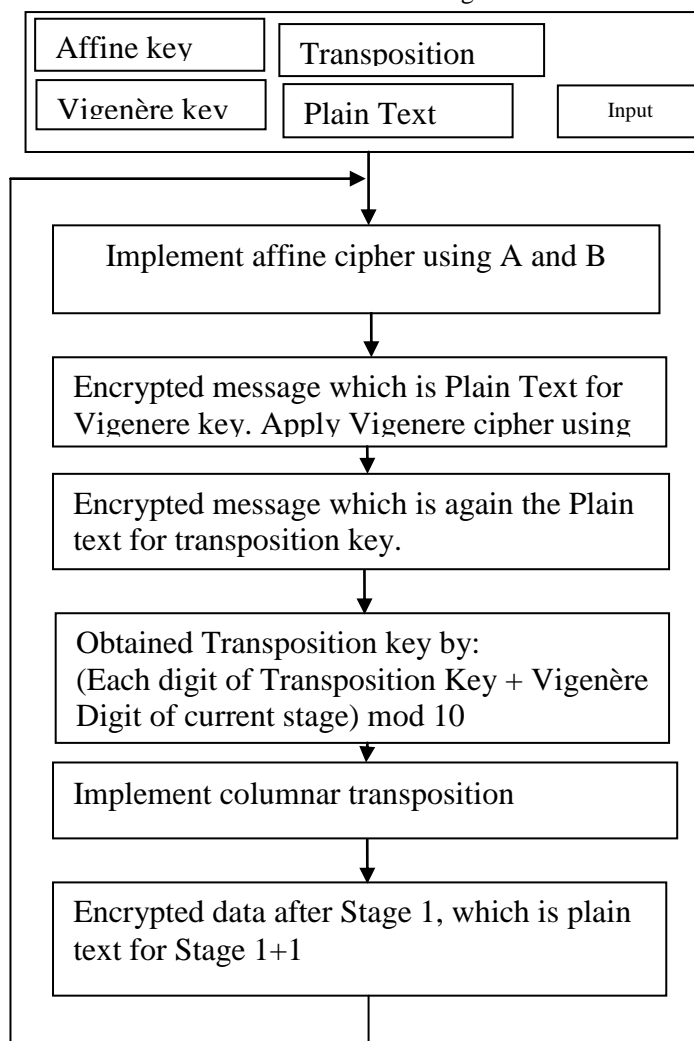 Affine key
Transposition
Vigenère key
Plain Text
Input
Implement affine cipher using A and B
Encrypted message which is Plain Text for
Vigenere key. Apply Vigenere cipher using
Encrypted message which is again the Plain
text for transposition key.
Obtained Transposition key by:
(Each digit of Transposition Key + Vigenère
Digit of current stage) mod 10
Implement columnar transposition
Encrypted data after Stage 1, which is plain
text for Stage 1+1